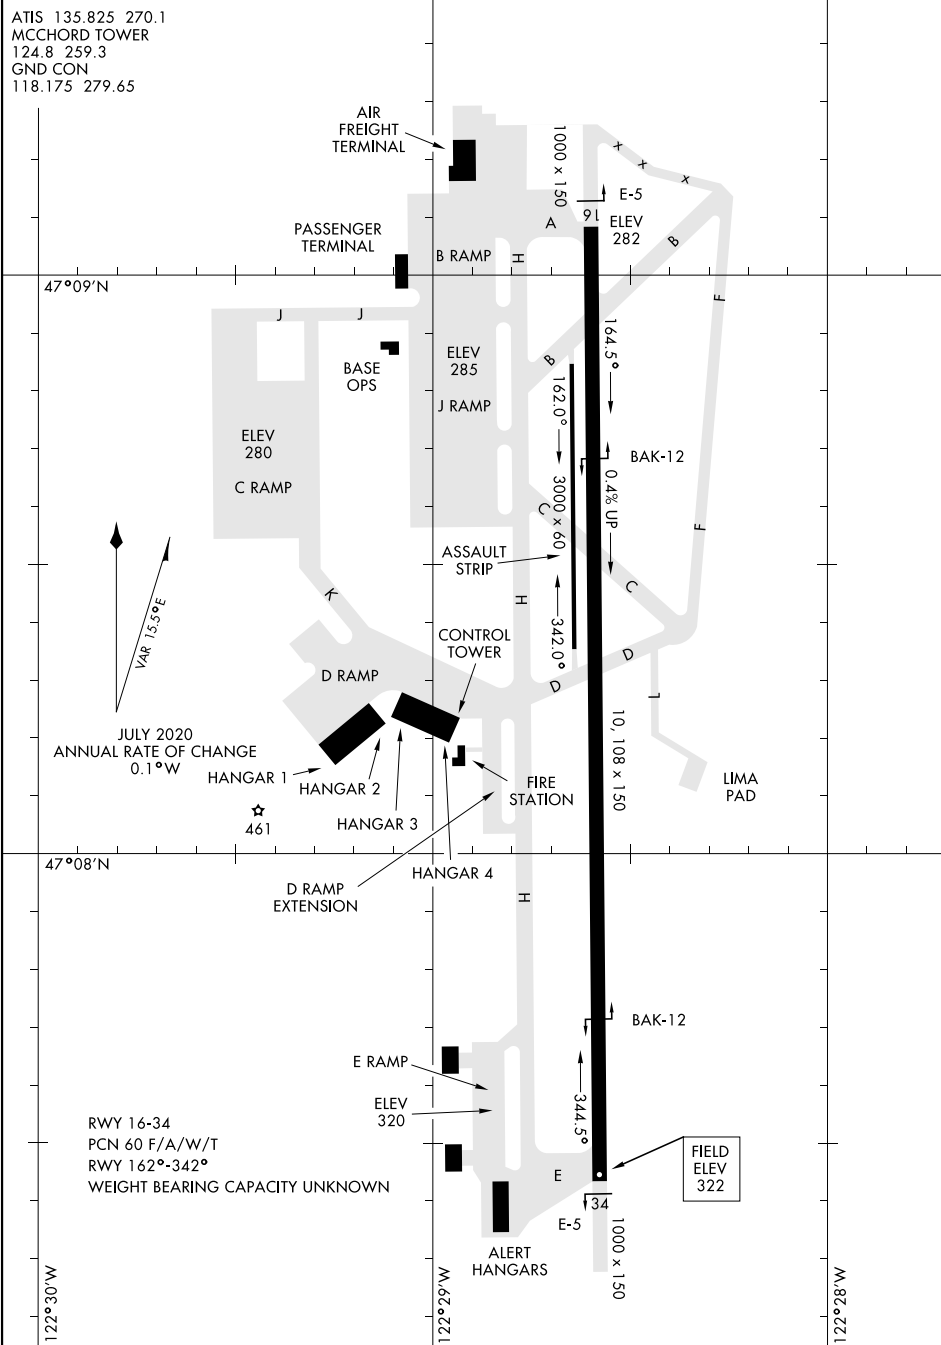 ATIS 135.825 270.1
MCCHORD TOWER
124.8 259.3
GND CON
118.175 279.65
AIR
FREIGHT
TERMINAL
1000 x 150
X
X
X
E-5
16
ELEV
282
A
B
PASSENGER
TERMINAL
B RAMP
H
47°09'N
F
J
J
164.5°
BASE
OPS
ELEV
285
B
J RAMP
162.0°
ELEV
280
BAK-12
C RAMP
3000 x 60
0.4% UP
C
F
ASSAULT
STRIP
VAR 15.5°E
K
H
C
342.0°
CONTROL
TOWER
D
D RAMP
D
L
JULY 2020
ANNUAL RATE OF CHANGE
0.1°W
10, 108 x 150
HANGAR 1
HANGAR 2
FIRE
STATION
LIMA
PAD
HANGAR 3
461
47°08'N
HANGAR 4
D RAMP
EXTENSION
H
BAK-12
E RAMP
ELEV
320
344.5°
RWY 16-34
PCN 60 F/A/W/T
RWY 162°-342°
WEIGHT BEARING CAPACITY UNKNOWN
E
FIELD
ELEV
322
34
E-5
1000 x 150
ALERT
HANGARS
122°30'W
122°29'W
122°28'W